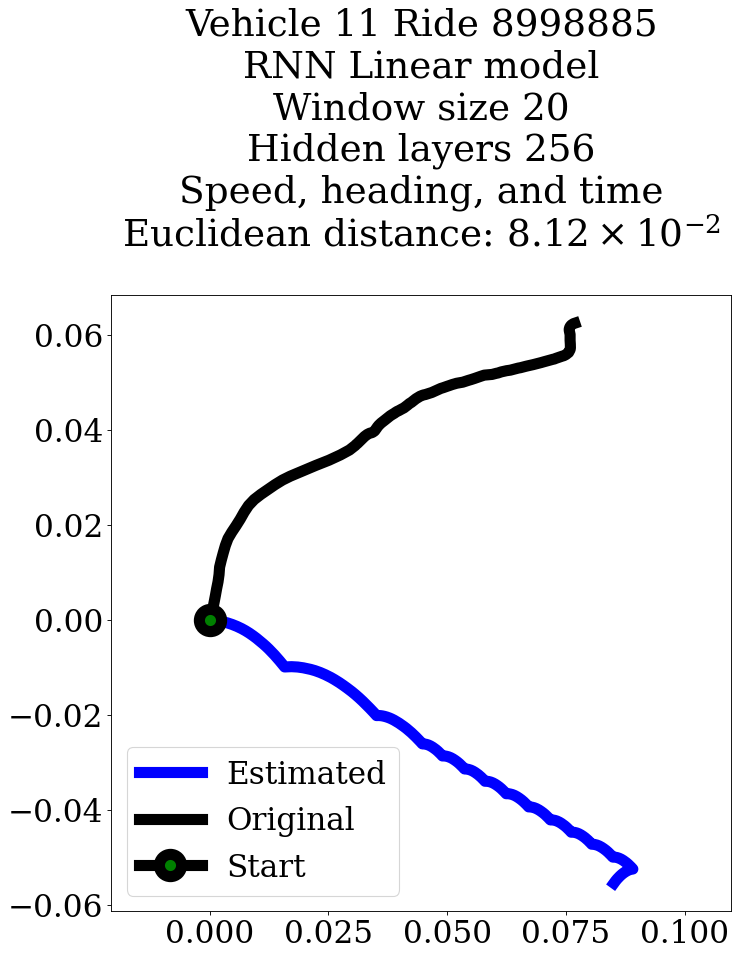 Vehicle 11 Ride 8998885
RNN Linear model
Window size 20
Hidden layers 256
Speed, heading, and time
Euclidean distance: 8.12 × 10⁻²
0.06
0.04
0.02
0.00
−0.02
−0.04
−0.06
Estimated
Original
Start
0.000 0.025 0.050 0.075 0.100